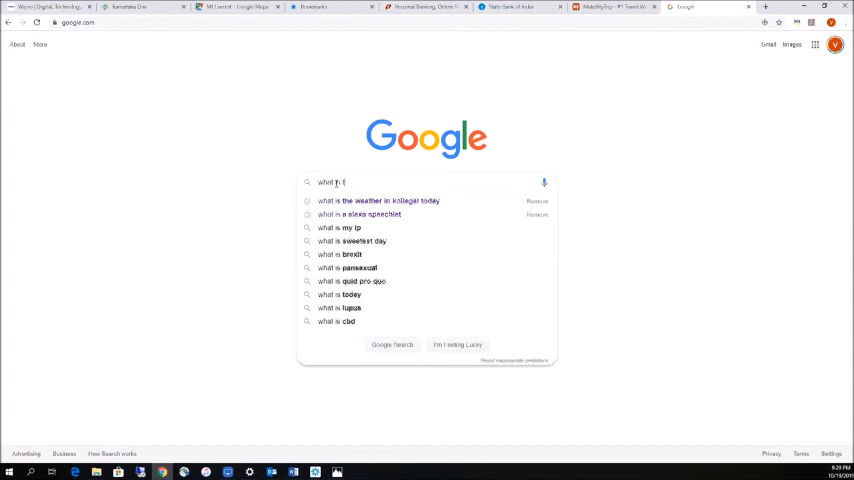 Wipro | Digital, Technology,
Karnataka One
Mt Everest - Google Maps
Bookmarks
Personal Banking, Online B
State Bank of India
MakeMyTrip - #1 Travel W
Google
google.com
About
Store
Gmail
Images
V
Google
what is t
what is the weather in kollegal today
Remove
what is a alexa speechlet
Remove
what is my ip
what is sweetest day
what is brexit
what is pansexual
what is quid pro quo
what is today
what is lupus
what is cbd
Google Search
I'm Feeling Lucky
Report inappropriate predictions
Advertising
Business
How Search works
Privacy
Terms
Settings
9:29 PM
10/19/2019